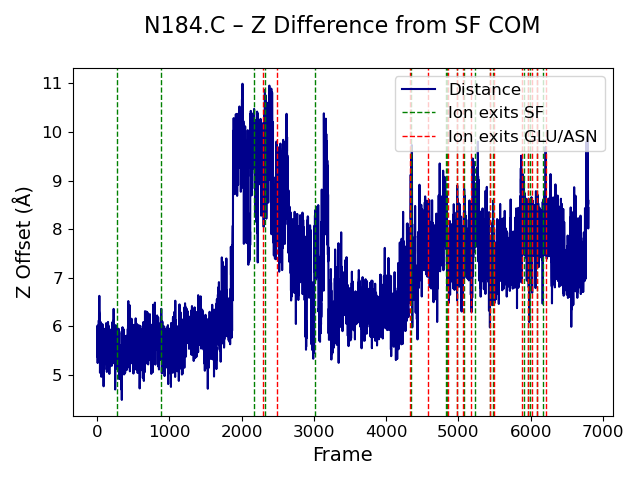 N184.C – Z Difference from SF COM
Distance
Ion exits SF
Ion exits GLU/ASN
Z Offset (Å)
11
10
9
8
7
6
5
0 1000 2000 3000 4000 5000 6000 7000
Frame